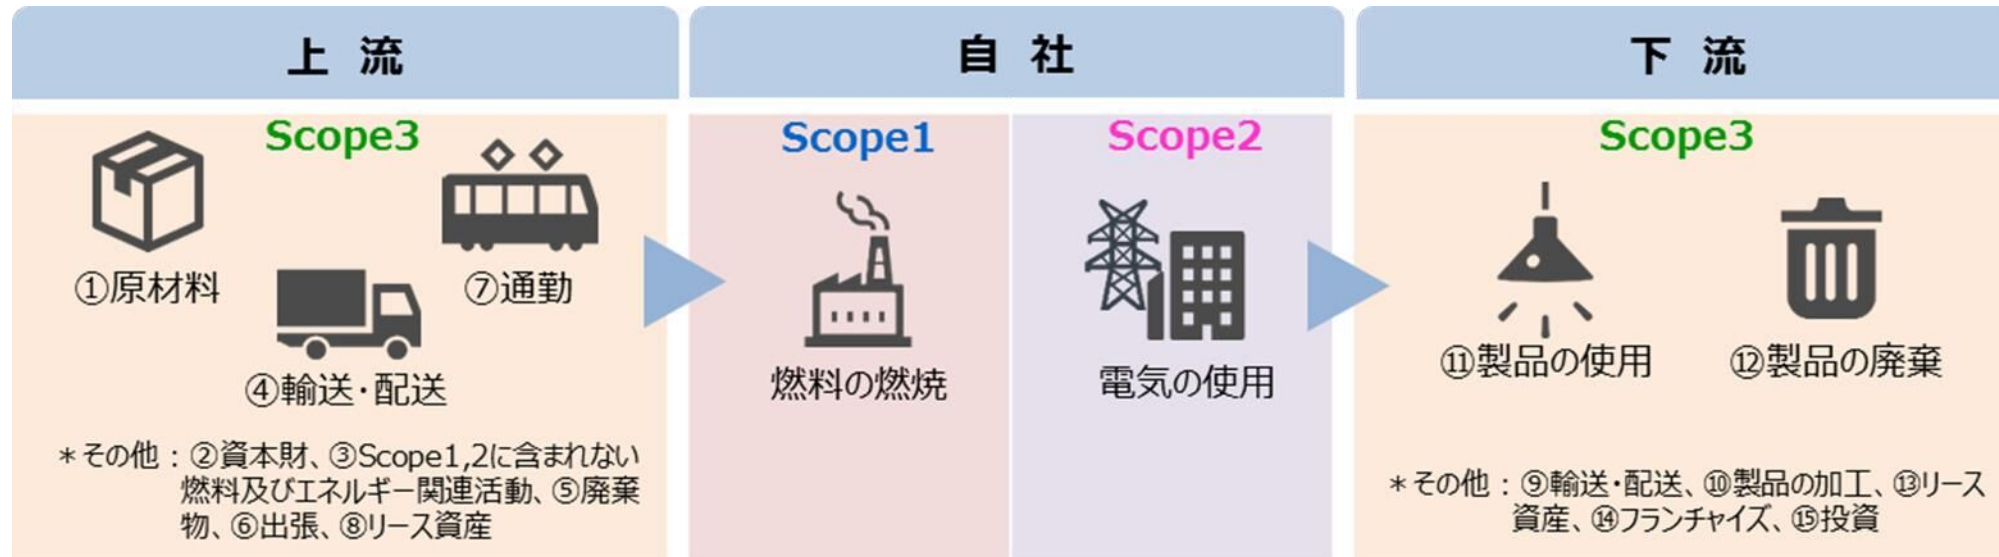 上 流
Scope3
①原材料
⑦通勤
④輸送・配送
＊その他：②資本財、③Scope1,2に含まれない
燃料及びエネルギー関連活動、⑤廃棄
物、⑥出張、⑧リース資産
自 社
Scope1
燃料の燃焼
Scope2
電気の使用
下 流
Scope3
⑪製品の使用
⑫製品の廃棄
＊その他：⑨輸送・配送、⑩製品の加工、⑬リース
資産、⑭フランチャイズ、⑮投資